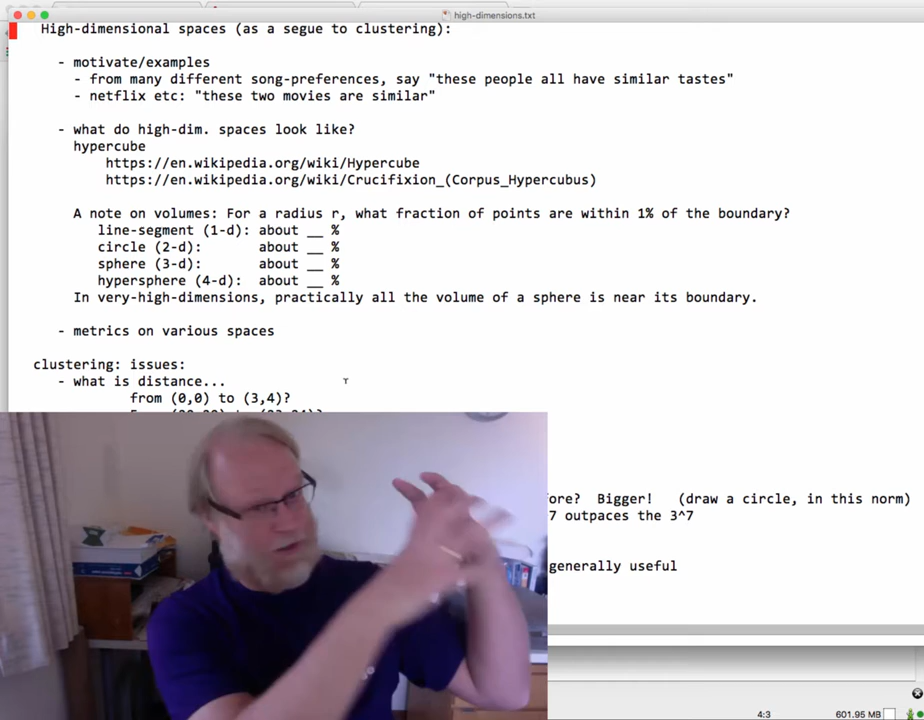 high-dimensions.txt
High-dimensional spaces (as a segue to clustering):
- motivate/examples
- from many different song-preferences, say "these people all have similar tastes"
- netflix etc: "these two movies are similar"
- what do high-dim. spaces look like?
hypercube
https://en.wikipedia.org/wiki/Hypercube
https://en.wikipedia.org/wiki/Crucifixion_(Corpus_Hypercubus)
A note on volumes: For a radius r, what fraction of points are within 1% of the boundary?
line-segment (1-d): about __ %
circle (2-d): about __ %
sphere (3-d): about __ %
hypersphere (4-d): about __ %
In very-high-dimensions, practically all the volume of a sphere is near its boundary.
- metrics on various spaces
clustering: issues:
- what is distance...
from (0,0) to (3,4)?
fore? Bigger! (draw a circle, in this norm)
7 outpaces the 3^7
generally useful
4:3 601.95 MB